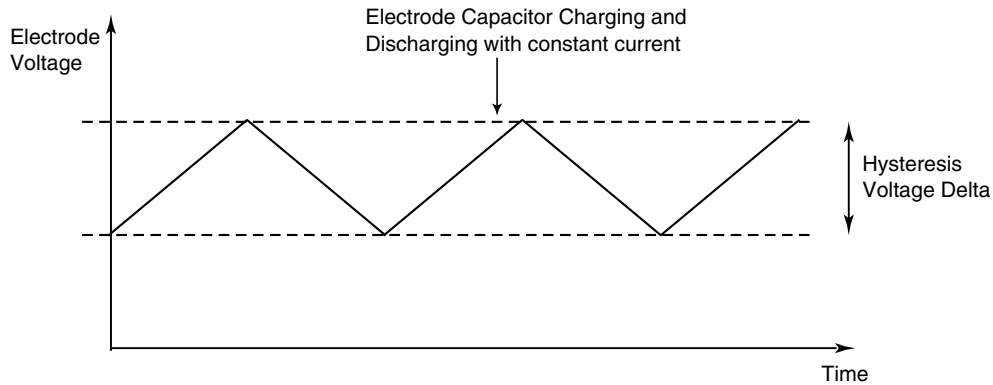 Electrode Capacitor Charging and
Discharging with constant current
Electrode
Voltage
Hysteresis
Voltage Delta
Time